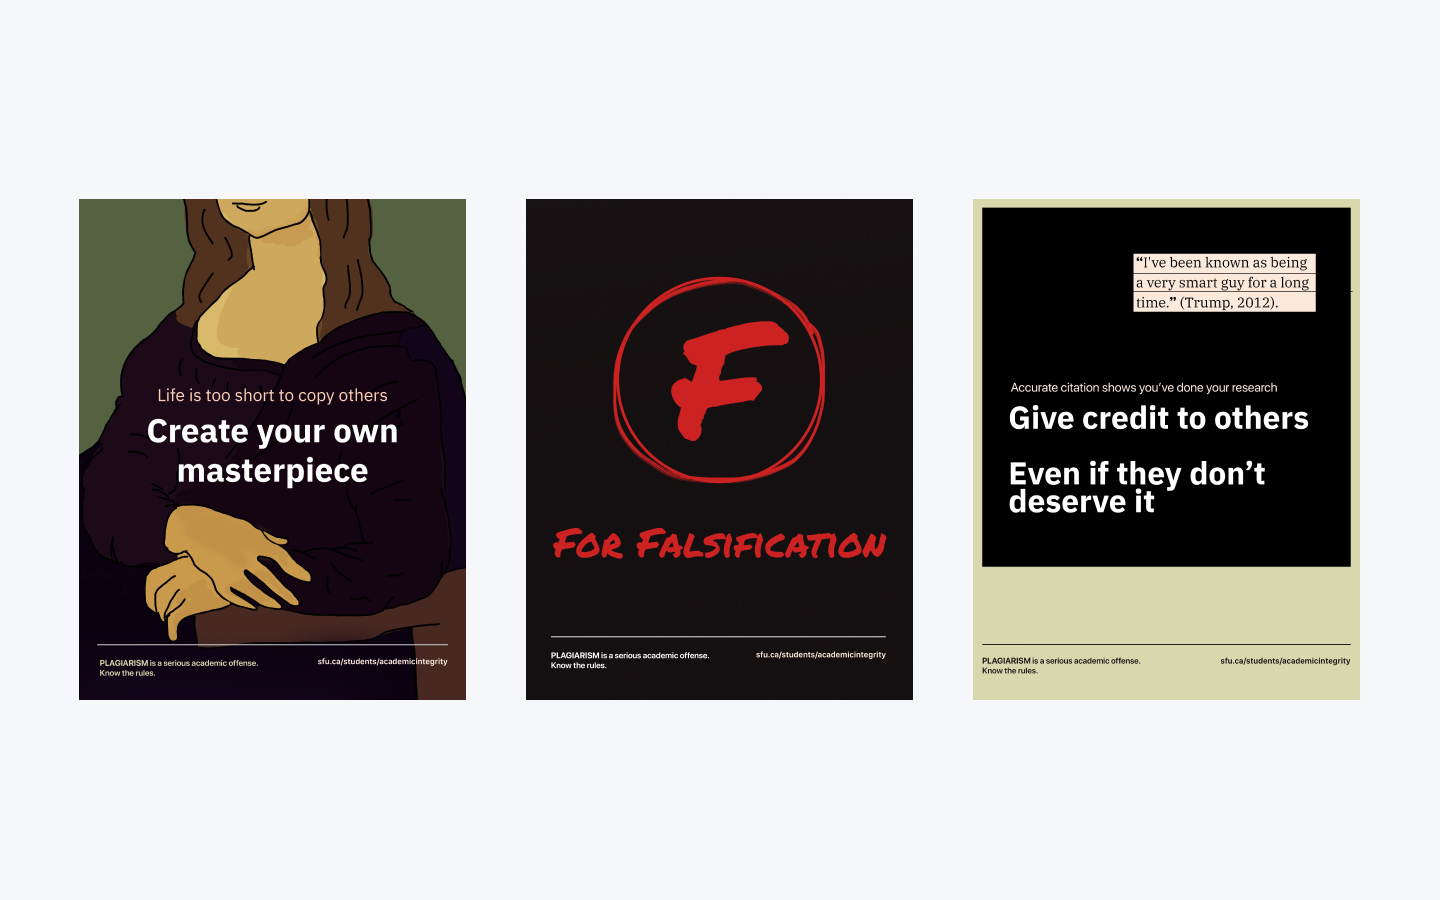 Life is too short to copy others
Create your own
masterpiece
PLAGIARISM is a serious academic offense.
Know the rules.
sfu.ca/students/academicintegrity
F
For Falsification
PLAGIARISM is a serious academic offense.
Know the rules.
sfu.ca/students/academicintegrity
“I've been known as being
a very smart guy for a long
time.” (Trump, 2012).
Accurate citation shows you’ve done your research
Give credit to others
Even if they don’t
deserve it
PLAGIARISM is a serious academic offense.
Know the rules.
sfu.ca/students/academicintegrity